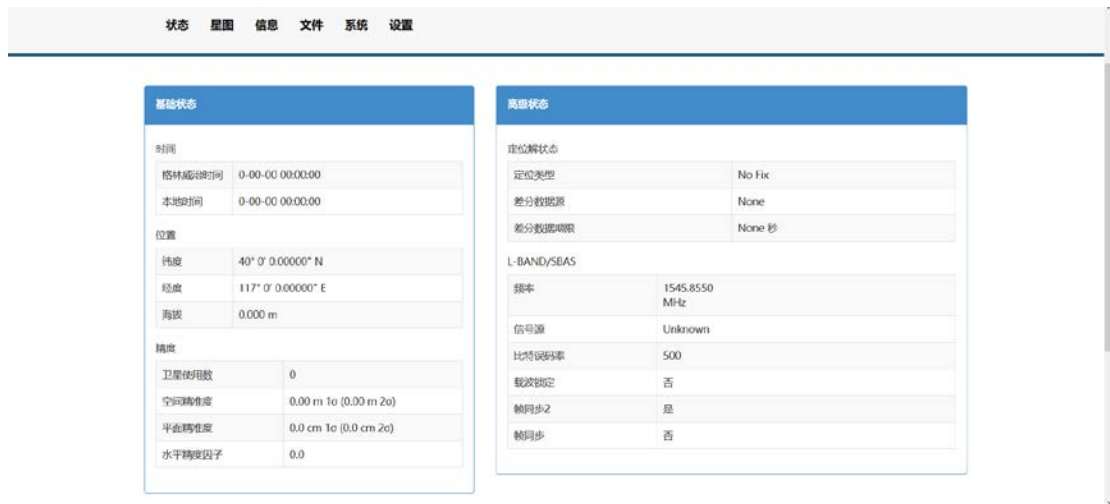 状态 星图 信息 文件 系统 设置
基础状态
时间
格林威治时间 0-00-00 00:00:00
本地时间 0-00-00 00:00:00
位置
纬度 40° 0' 0.00000" N
经度 117° 0' 0.00000" E
海拔 0.000 m
精度
卫星使用数 0
空间精准度 0.00 m 1σ (0.00 m 2σ)
平面精准度 0.0 cm 1σ (0.0 cm 2σ)
水平精度因子 0.0
高级状态
定位解状态
定位类型 No Fix
差分数据源 None
差分数据期限 None 秒
L-BAND/SBAS
频率 1545.8550
MHz
信号源 Unknown
比特误码率 500
载波锁定 否
帧同步2 是
帧同步 否